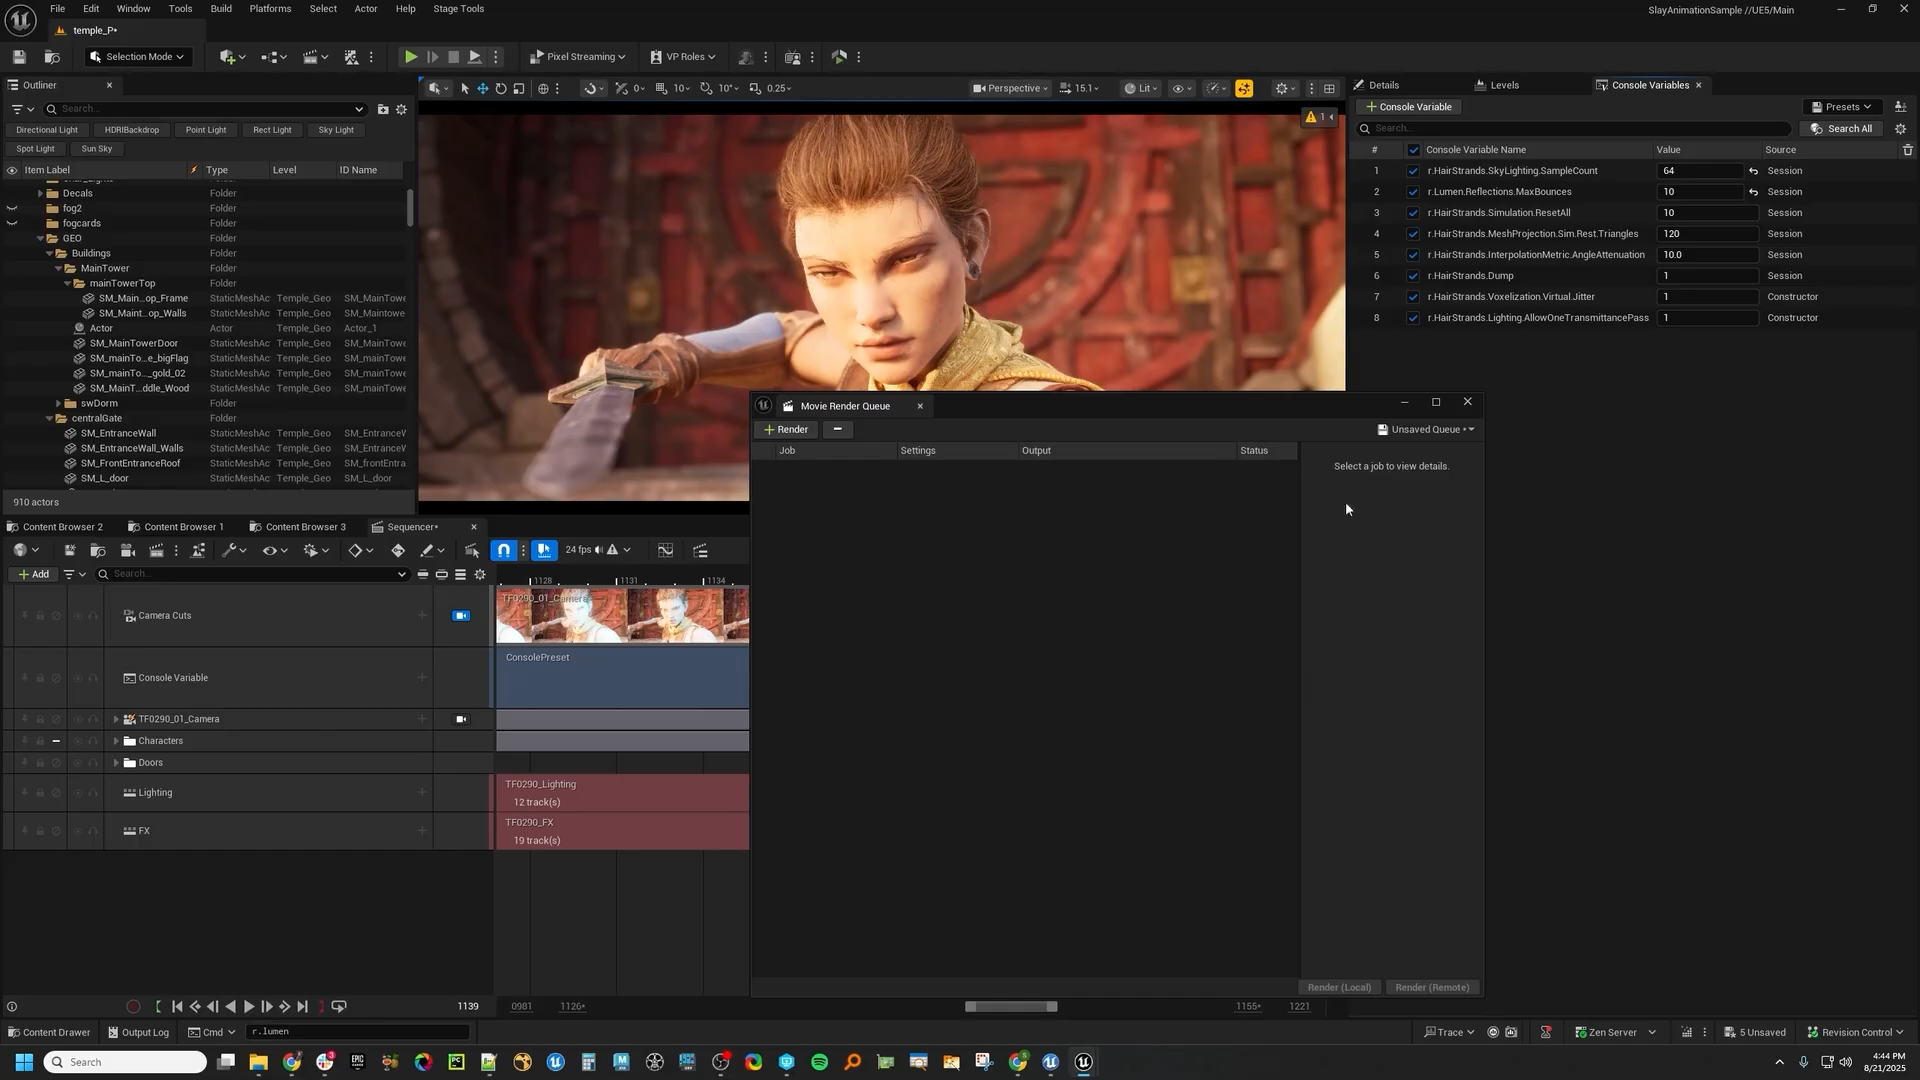 File Edit Window Tools Build Platforms Select Actor Help Stage Tools
SlayAnimationSample //UE5/Main
temple_P*
Selection Mode
Pixel Streaming
VP Roles
Outliner
Search...
Directional Light HDRIBackdrop Point Light Rect Light Sky Light
Spot Light Sun Sky
Item Label Type Level ID Name
Decals Folder
fog2 Folder
fogcards Folder
GEO Folder
Buildings Folder
MainTower Folder
mainTowerTop Folder
SM_Main...op_Frame StaticMeshAc Temple_Geo SM_MainTowe
SM_Maint...op_Walls StaticMeshAc Temple_Geo SM_Maintowe
Actor Actor Temple_Geo Actor_1
SM_MainTowerDoor StaticMeshAc Temple_Geo SM_MainTowe
SM_mainTo...e_bigFlag StaticMeshAc Temple_Geo SM_mainTowe
SM_mainTo..._gold_02 StaticMeshAc Temple_Geo SM_mainTowe
SM_MainT...ddle_Wood StaticMeshAc Temple_Geo SM_mainTowe
swDorm Folder
centralGate Folder
SM_EntranceWall StaticMeshAc Temple_Geo SM_EntranceW
SM_EntranceWall_Walls StaticMeshAc Temple_Geo SM_EntranceW
SM_FrontEntranceRoof StaticMeshAc Temple_Geo SM_frontEntra
SM_L_door StaticMeshAc Temple_Geo SM_L_door
910 actors
0 10 10° 0.25
Perspective 15.1 Lit
1
Details Levels Console Variables
Console Variable Presets
Search... Search All
# Console Variable Name Value Source
1 r.HairStrands.SkyLighting.SampleCount 64 Session
2 r.Lumen.Reflections.MaxBounces 10 Session
3 r.HairStrands.Simulation.ResetAll 10 Session
4 r.HairStrands.MeshProjection.Sim.Rest.Triangles 120 Session
5 r.HairStrands.InterpolationMetric.AngleAttenuation 10.0 Session
6 r.HairStrands.Dump 1 Session
7 r.HairStrands.Voxelization.Virtual.Jitter 1 Constructor
8 r.HairStrands.Lighting.AllowOneTransmittancePass 1 Constructor
Movie Render Queue
Render
Unsaved Queue •
Job Settings Output Status
Select a job to view details.
Render (Local) Render (Remote)
Content Browser 2 Content Browser 1 Content Browser 3 Sequencer*
24 fps
Add Search...
1128 1131 1134
Camera Cuts TF0290_01_Camera
Console Variable ConsolePreset
TF0290_01_Camera
Characters
Doors
Lighting TF0290_Lighting
12 track(s)
FX TF0290_FX
19 track(s)
1139 0981 1126* 1155* 1221
Content Drawer Output Log Cmd r.lumen
Trace Zen Server 5 Unsaved Revision Control
Search
4:44 PM
8/21/2025